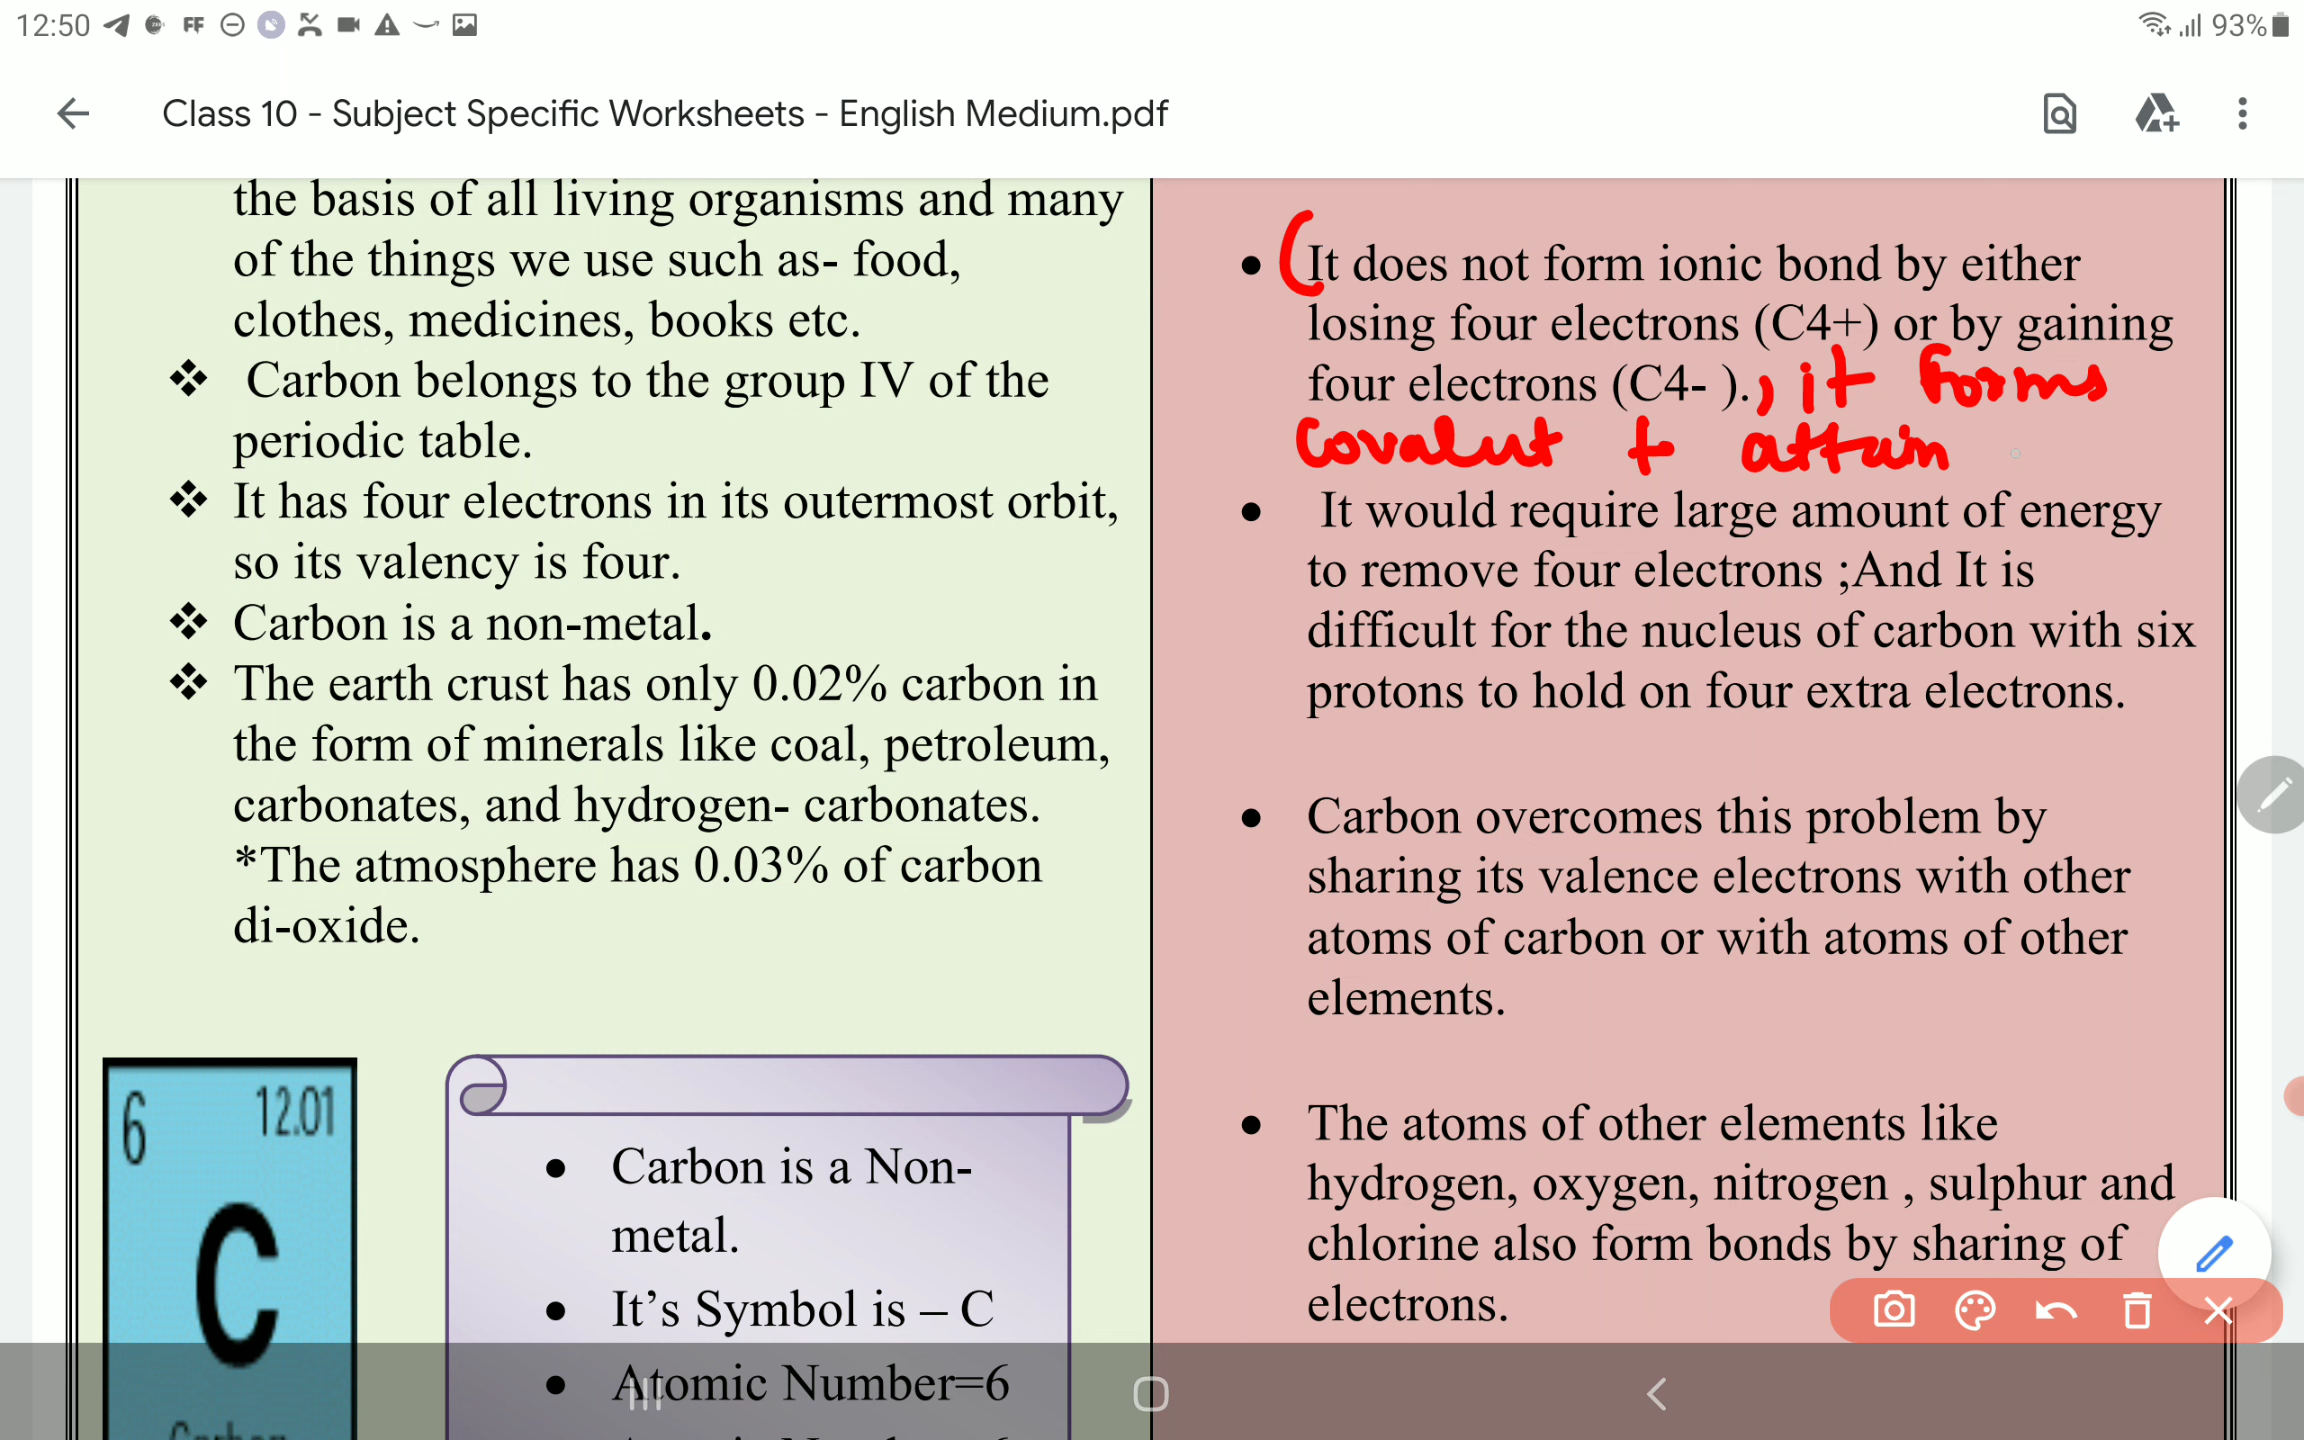 12:50
FF
93%
Class 10 - Subject Specific Worksheets - English Medium.pdf
the basis of all living organisms and many
of the things we use such as- food,
clothes, medicines, books etc.
❖ Carbon belongs to the group IV of the
periodic table.
❖ It has four electrons in its outermost orbit,
so its valency is four.
❖ Carbon is a non-metal.
❖ The earth crust has only 0.02% carbon in
the form of minerals like coal, petroleum,
carbonates, and hydrogen- carbonates.
*The atmosphere has 0.03% of carbon
di-oxide.
6 12.01
C
• Carbon is a Non-
metal.
• It’s Symbol is – C
• Atomic Number=6
• (It does not form ionic bond by either
losing four electrons (C4+) or by gaining
four electrons (C4- )., it forms
covalent + attain
• It would require large amount of energy
to remove four electrons ;And It is
difficult for the nucleus of carbon with six
protons to hold on four extra electrons.
• Carbon overcomes this problem by
sharing its valence electrons with other
atoms of carbon or with atoms of other
elements.
• The atoms of other elements like
hydrogen, oxygen, nitrogen , sulphur and
chlorine also form bonds by sharing of
electrons.